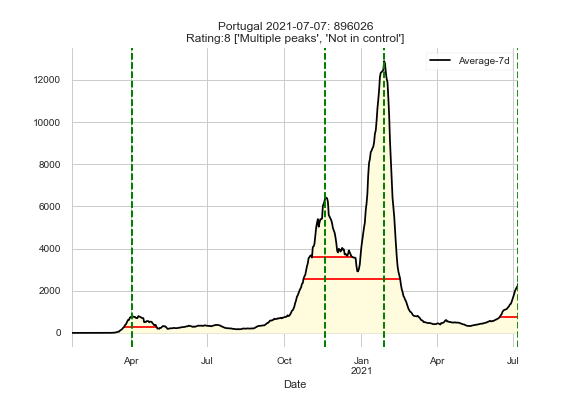 Portugal 2021-07-07: 896026
Rating:8 ['Multiple peaks', 'Not in control']
Average-7d
12000
10000
8000
6000
4000
2000
0
Apr
Jul
Oct
Jan
2021
Apr
Jul
Date